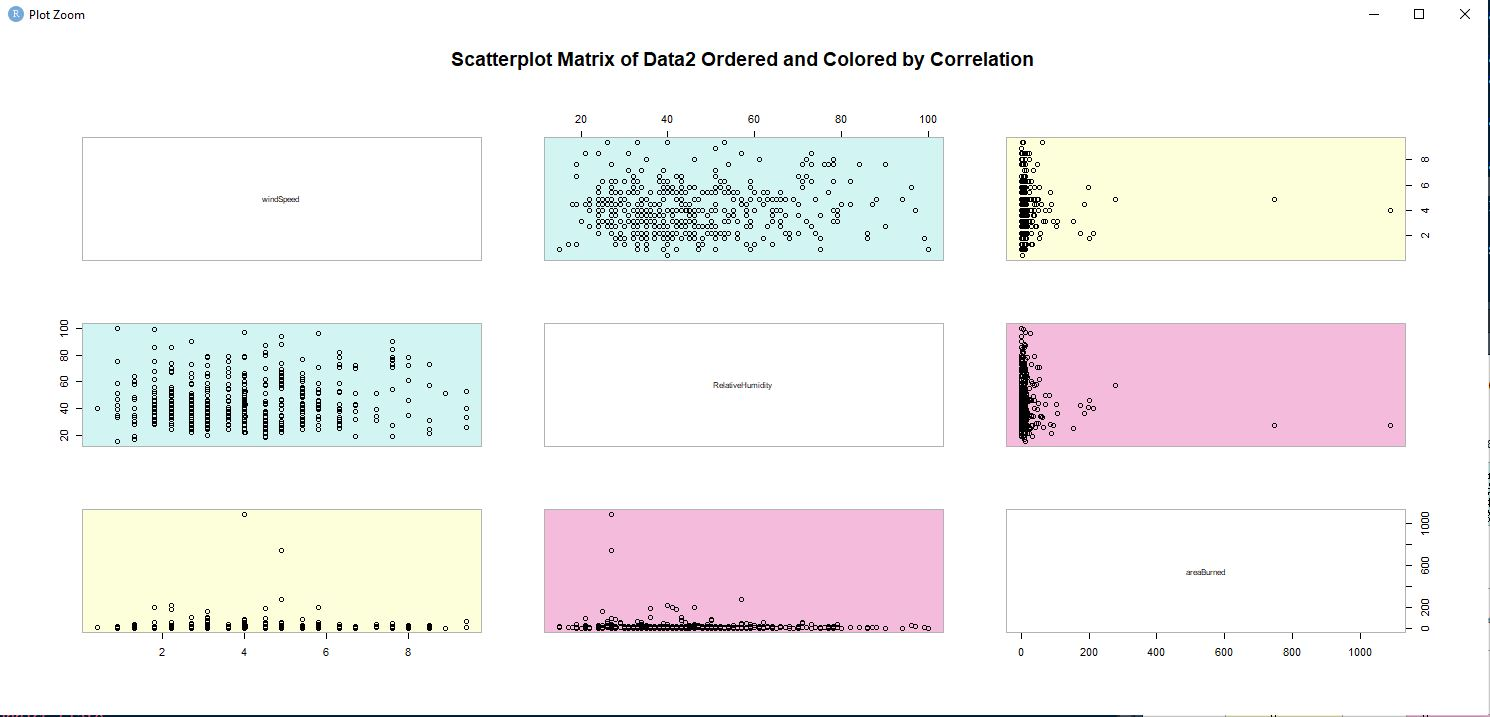 R Plot Zoom
Scatterplot Matrix of Data2 Ordered and Colored by Correlation
20 40 60 80 100
windSpeed
8
6
4
2
100
80
60
40
20
RelativeHumidity
areaBurned
1000
600
200
0
2 4 6 8
0 200 400 600 800 1000